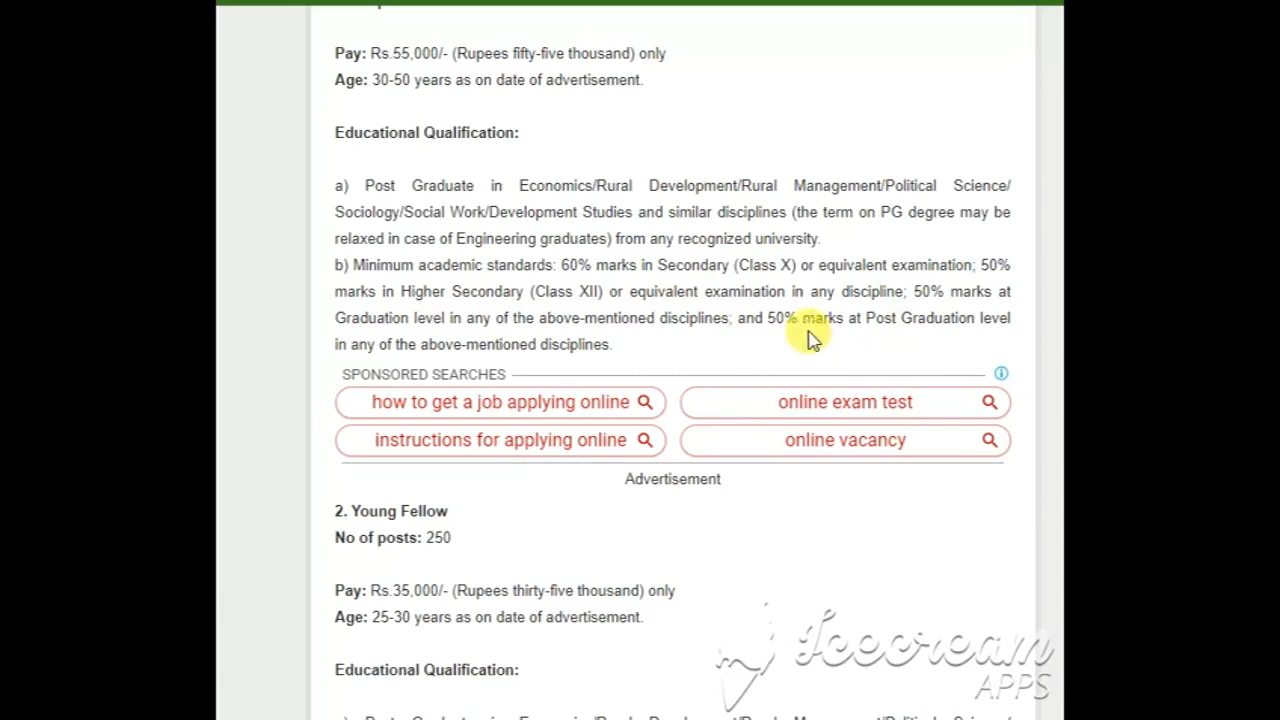 Pay: Rs.55,000/- (Rupees fifty-five thousand) only
Age: 30-50 years as on date of advertisement.
Educational Qualification:
a) Post Graduate in Economics/Rural Development/Rural Management/Political Science/
Sociology/Social Work/Development Studies and similar disciplines (the term on PG degree may be
relaxed in case of Engineering graduates) from any recognized university.
b) Minimum academic standards: 60% marks in Secondary (Class X) or equivalent examination; 50%
marks in Higher Secondary (Class XII) or equivalent examination in any discipline; 50% marks at
Graduation level in any of the above-mentioned disciplines; and 50% marks at Post Graduation level
in any of the above-mentioned disciplines.
SPONSORED SEARCHES
how to get a job applying online
online exam test
instructions for applying online
online vacancy
Advertisement
2. Young Fellow
No of posts: 250
Pay: Rs.35,000/- (Rupees thirty-five thousand) only
Age: 25-30 years as on date of advertisement.
Educational Qualification:
Icecream
APPS